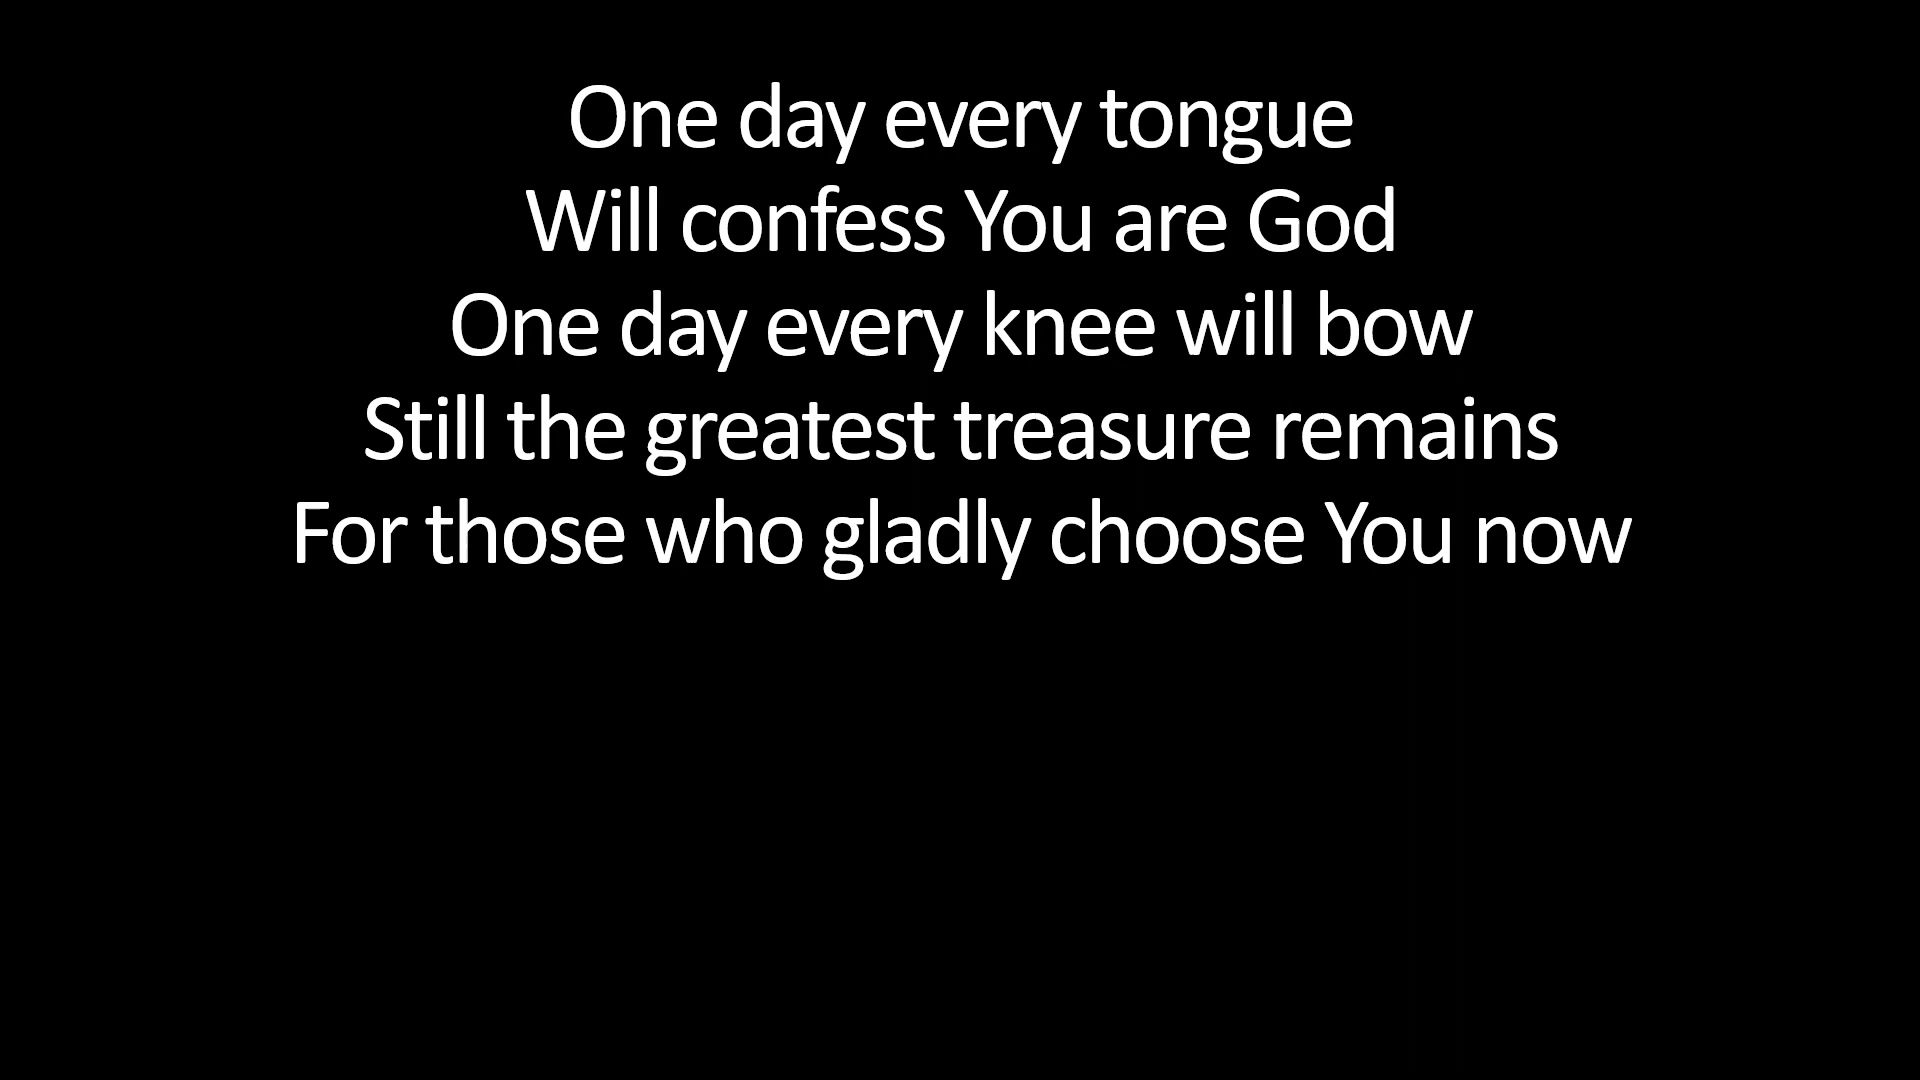 One day every tongue
Will confess You are God
One day every knee will bow
Still the greatest treasure remains
For those who gladly choose You now